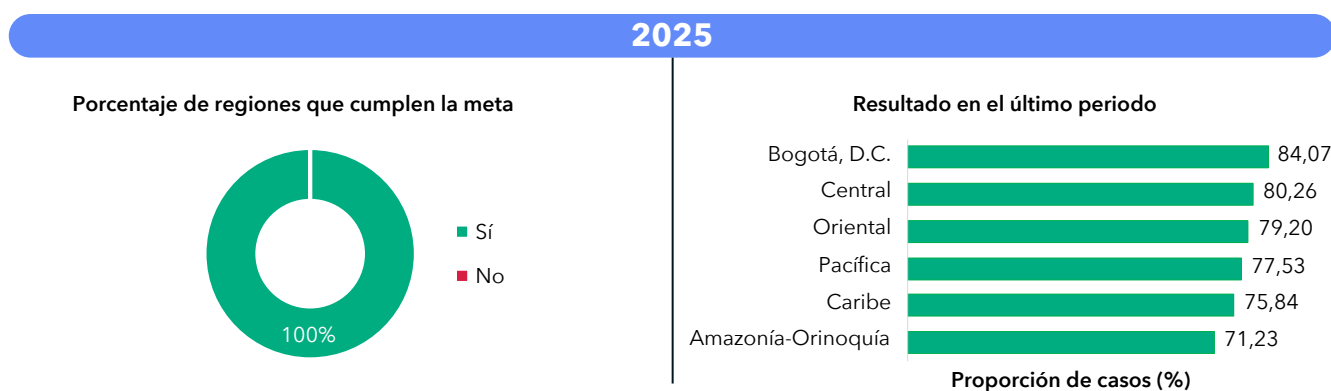 2025
Porcentaje de regiones que cumplen la meta
Sí
No
100%
Resultado en el último periodo
Bogotá, D.C. 84,07
Central 80,26
Oriental 79,20
Pacífica 77,53
Caribe 75,84
Amazonía-Orinoquía 71,23
Proporción de casos (%)